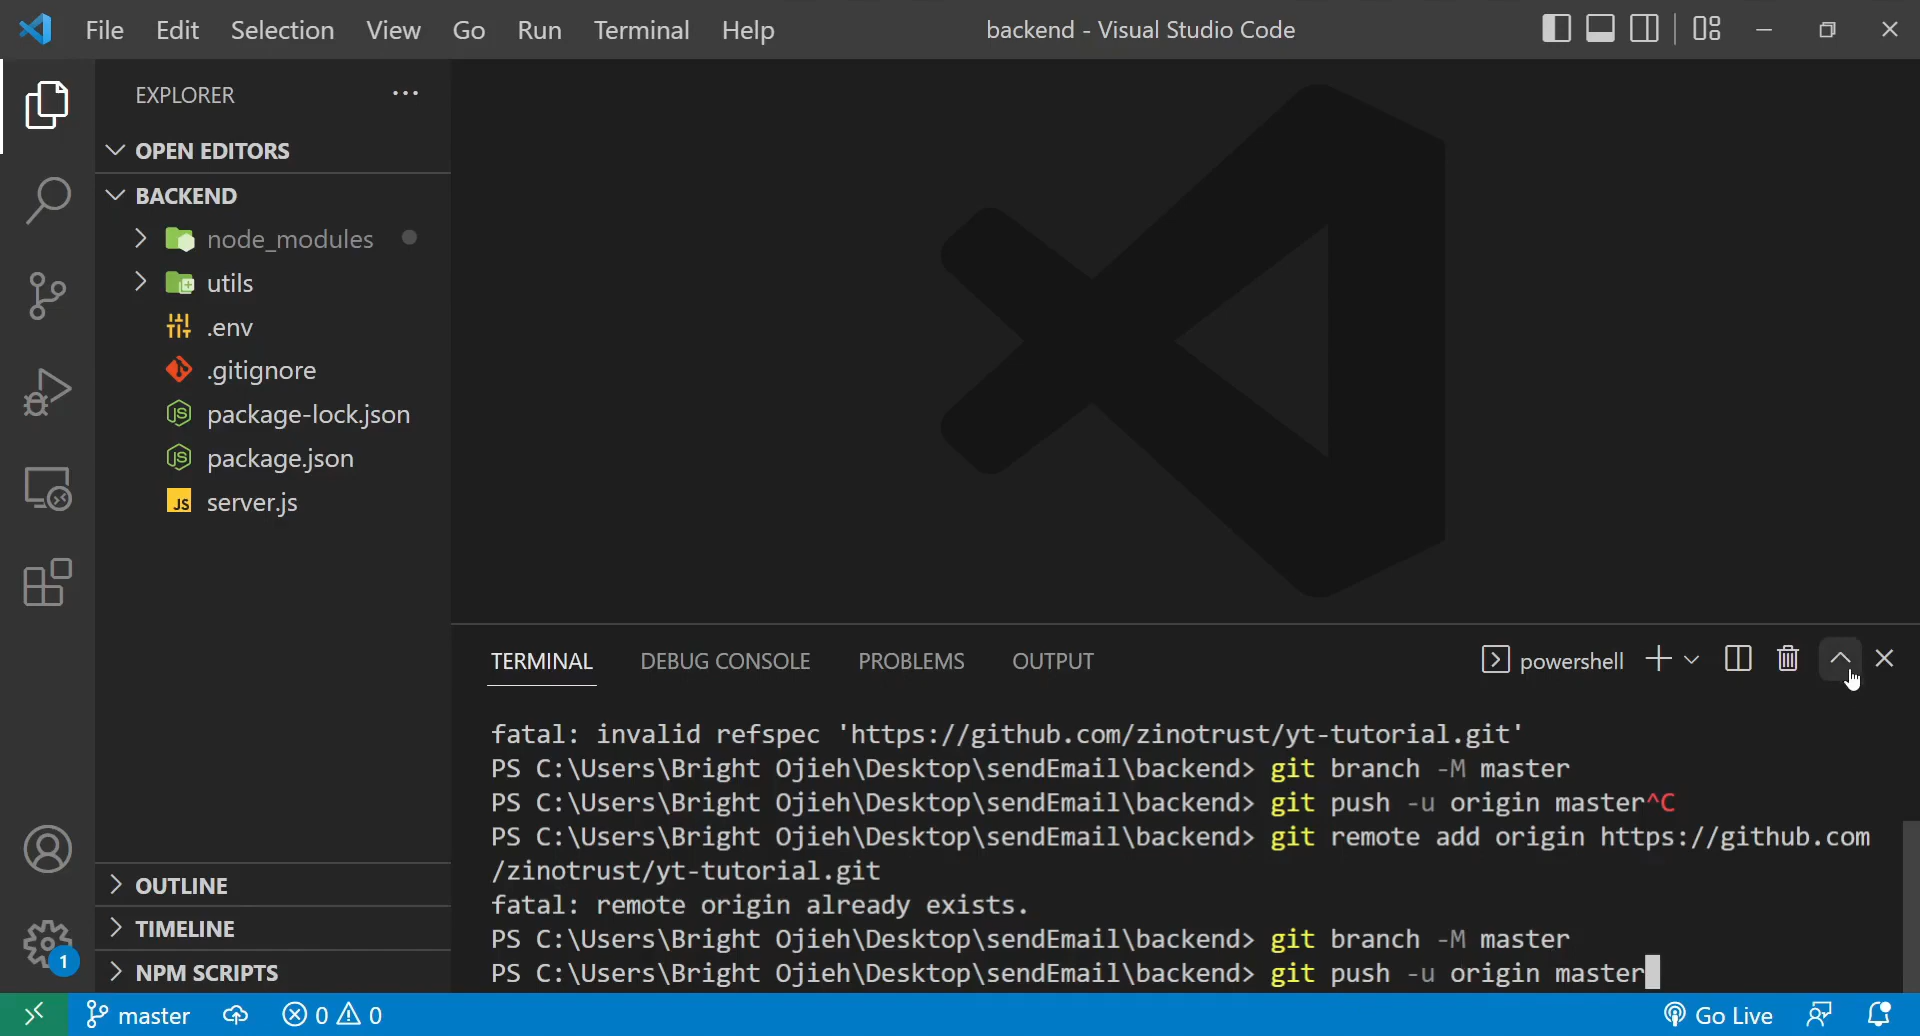 File Edit Selection View Go Run Terminal Help backend - Visual Studio Code
EXPLORER
OPEN EDITORS
BACKEND
node_modules
utils
.env
.gitignore
JS package-lock.json
JS package.json
JS server.js
OUTLINE
TIMELINE
NPM SCRIPTS
1
TERMINAL DEBUG CONSOLE PROBLEMS OUTPUT powershell
fatal: invalid refspec 'https://github.com/zinotrust/yt-tutorial.git'
PS C:\Users\Bright Ojieh\Desktop\sendEmail\backend> git branch -M master
PS C:\Users\Bright Ojieh\Desktop\sendEmail\backend> git push -u origin master^C
PS C:\Users\Bright Ojieh\Desktop\sendEmail\backend> git remote add origin https://github.com
/zinotrust/yt-tutorial.git
fatal: remote origin already exists.
PS C:\Users\Bright Ojieh\Desktop\sendEmail\backend> git branch -M master
PS C:\Users\Bright Ojieh\Desktop\sendEmail\backend> git push -u origin master
master 0 0 Go Live